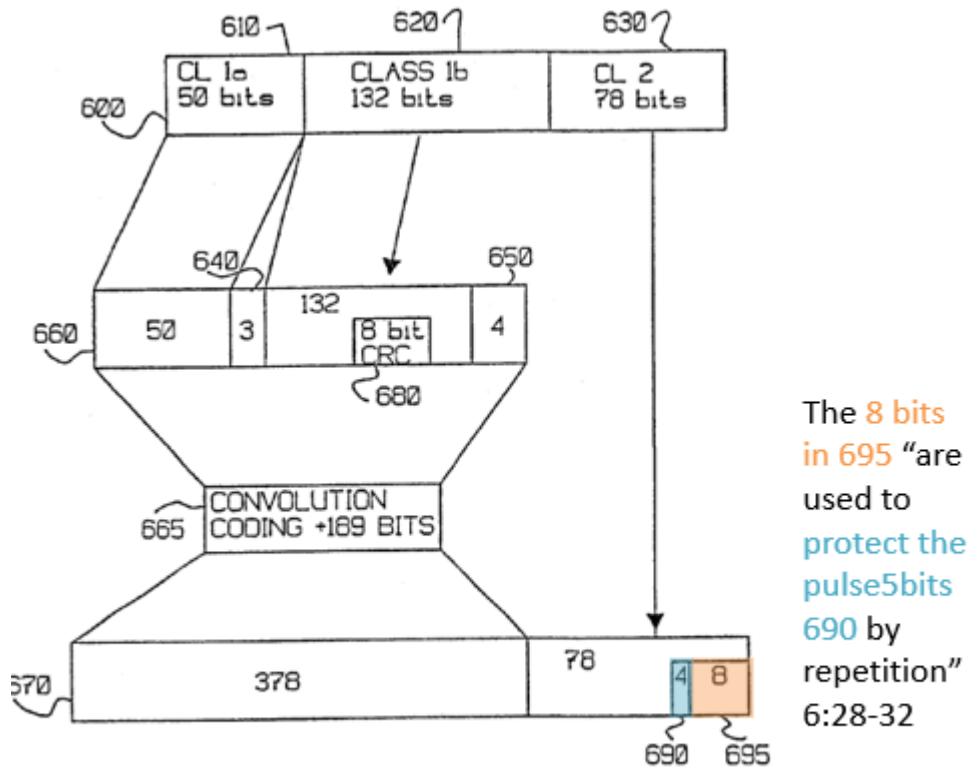 610
620
630
CL 1a
50 bits
CLASS 1b
132 bits
CL 2
78 bits
600
640
650
50
3
132
8 bit
CRC
4
660
680
CONVOLUTION
CODING +189 BITS
665
378
78
4
8
670
690
695
The 8 bits
in 695 “are
used to
protect the
pulse5bits
690 by
repetition”
6:28-32